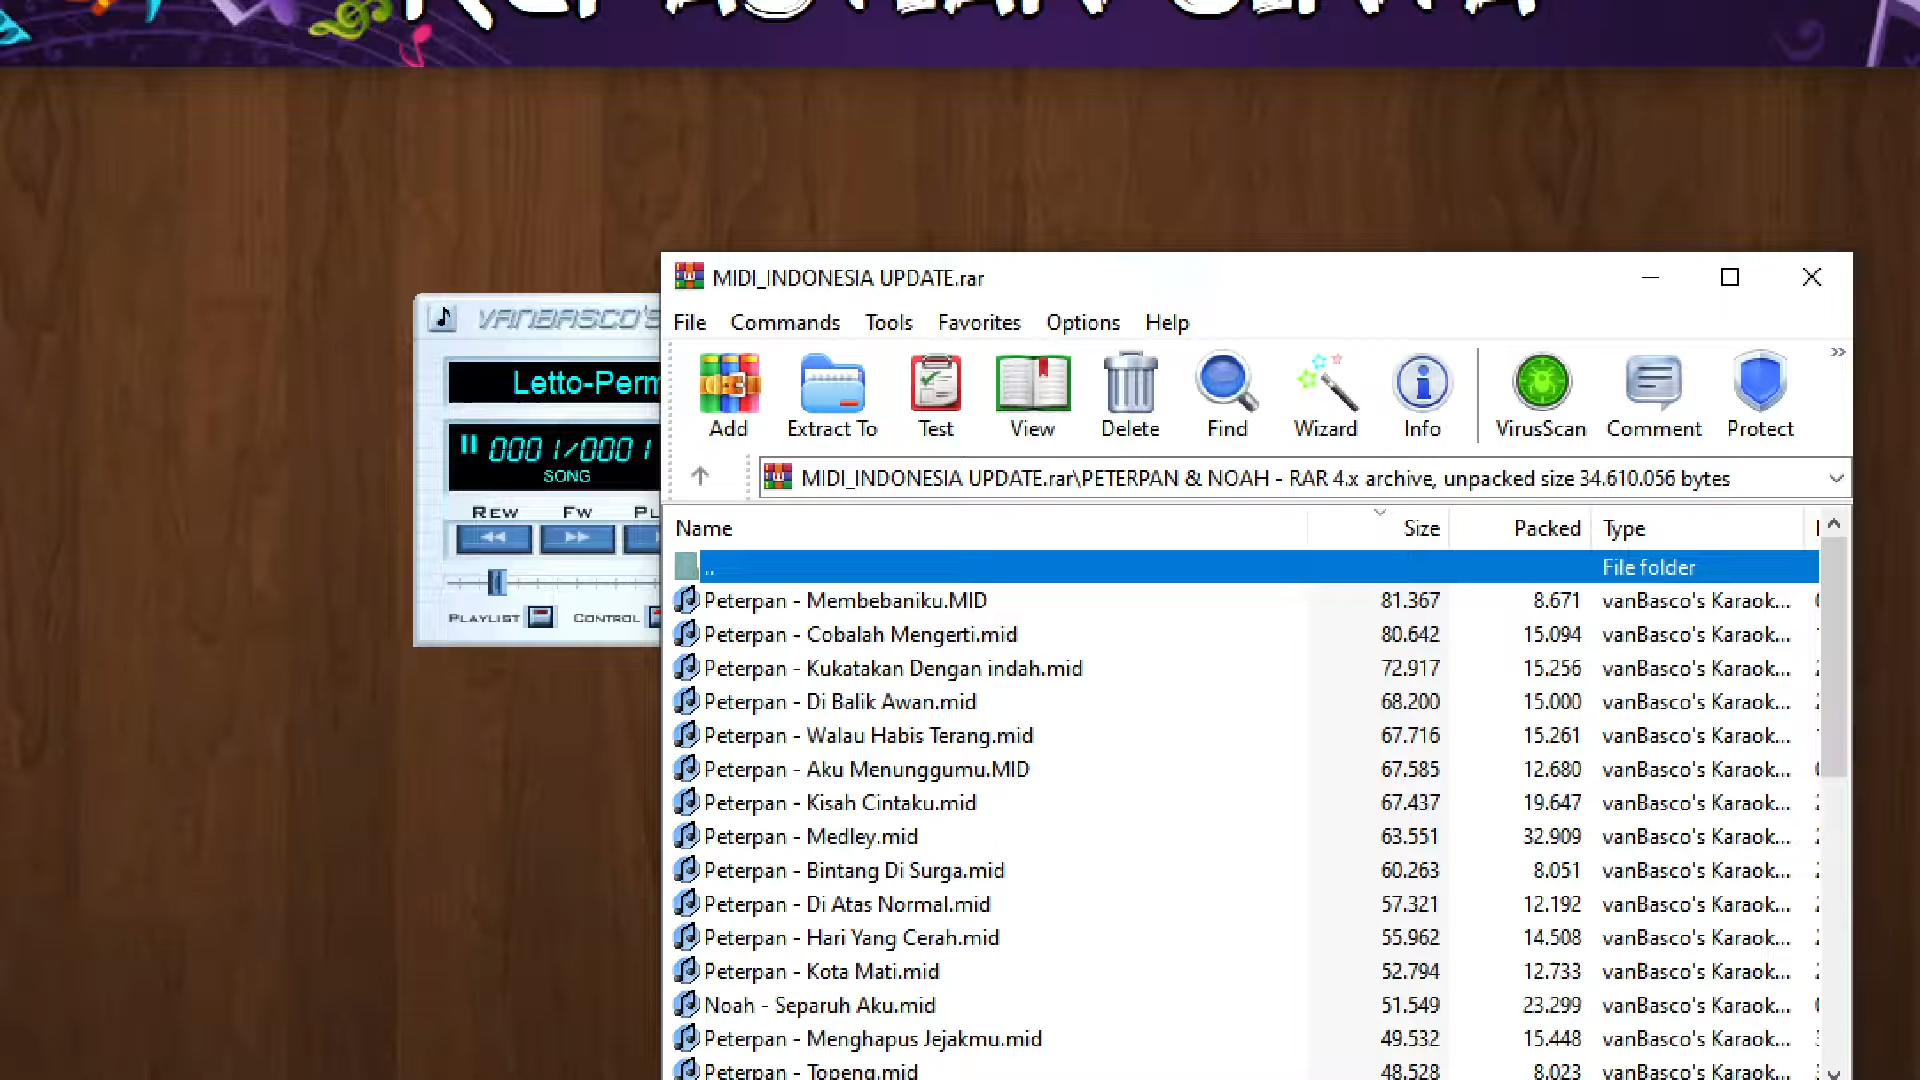 VANBASCO'S
Letto-Perm
0001/0001
SONG
REW FW PL
PLAYLIST CONTROL
MIDI_INDONESIA UPDATE.rar
File Commands Tools Favorites Options Help
Add Extract To Test View Delete Find Wizard Info VirusScan Comment Protect
MIDI_INDONESIA UPDATE.rar\PETERPAN & NOAH - RAR 4.x archive, unpacked size 34.610.056 bytes
Name Size Packed Type
.. File folder
Peterpan - Membebaniku.MID 81.367 8.671 vanBasco's Karaok...
Peterpan - Cobalah Mengerti.mid 80.642 15.094 vanBasco's Karaok...
Peterpan - Kukatakan Dengan indah.mid 72.917 15.256 vanBasco's Karaok...
Peterpan - Di Balik Awan.mid 68.200 15.000 vanBasco's Karaok...
Peterpan - Walau Habis Terang.mid 67.716 15.261 vanBasco's Karaok...
Peterpan - Aku Menunggumu.MID 67.585 12.680 vanBasco's Karaok...
Peterpan - Kisah Cintaku.mid 67.437 19.647 vanBasco's Karaok...
Peterpan - Medley.mid 63.551 32.909 vanBasco's Karaok...
Peterpan - Bintang Di Surga.mid 60.263 8.051 vanBasco's Karaok...
Peterpan - Di Atas Normal.mid 57.321 12.192 vanBasco's Karaok...
Peterpan - Hari Yang Cerah.mid 55.962 14.508 vanBasco's Karaok...
Peterpan - Kota Mati.mid 52.794 12.733 vanBasco's Karaok...
Noah - Separuh Aku.mid 51.549 23.299 vanBasco's Karaok...
Peterpan - Menghapus Jejakmu.mid 49.532 15.448 vanBasco's Karaok...
Peterpan - Topeng.mid 48.528 8.023 vanBasco's Karaok...